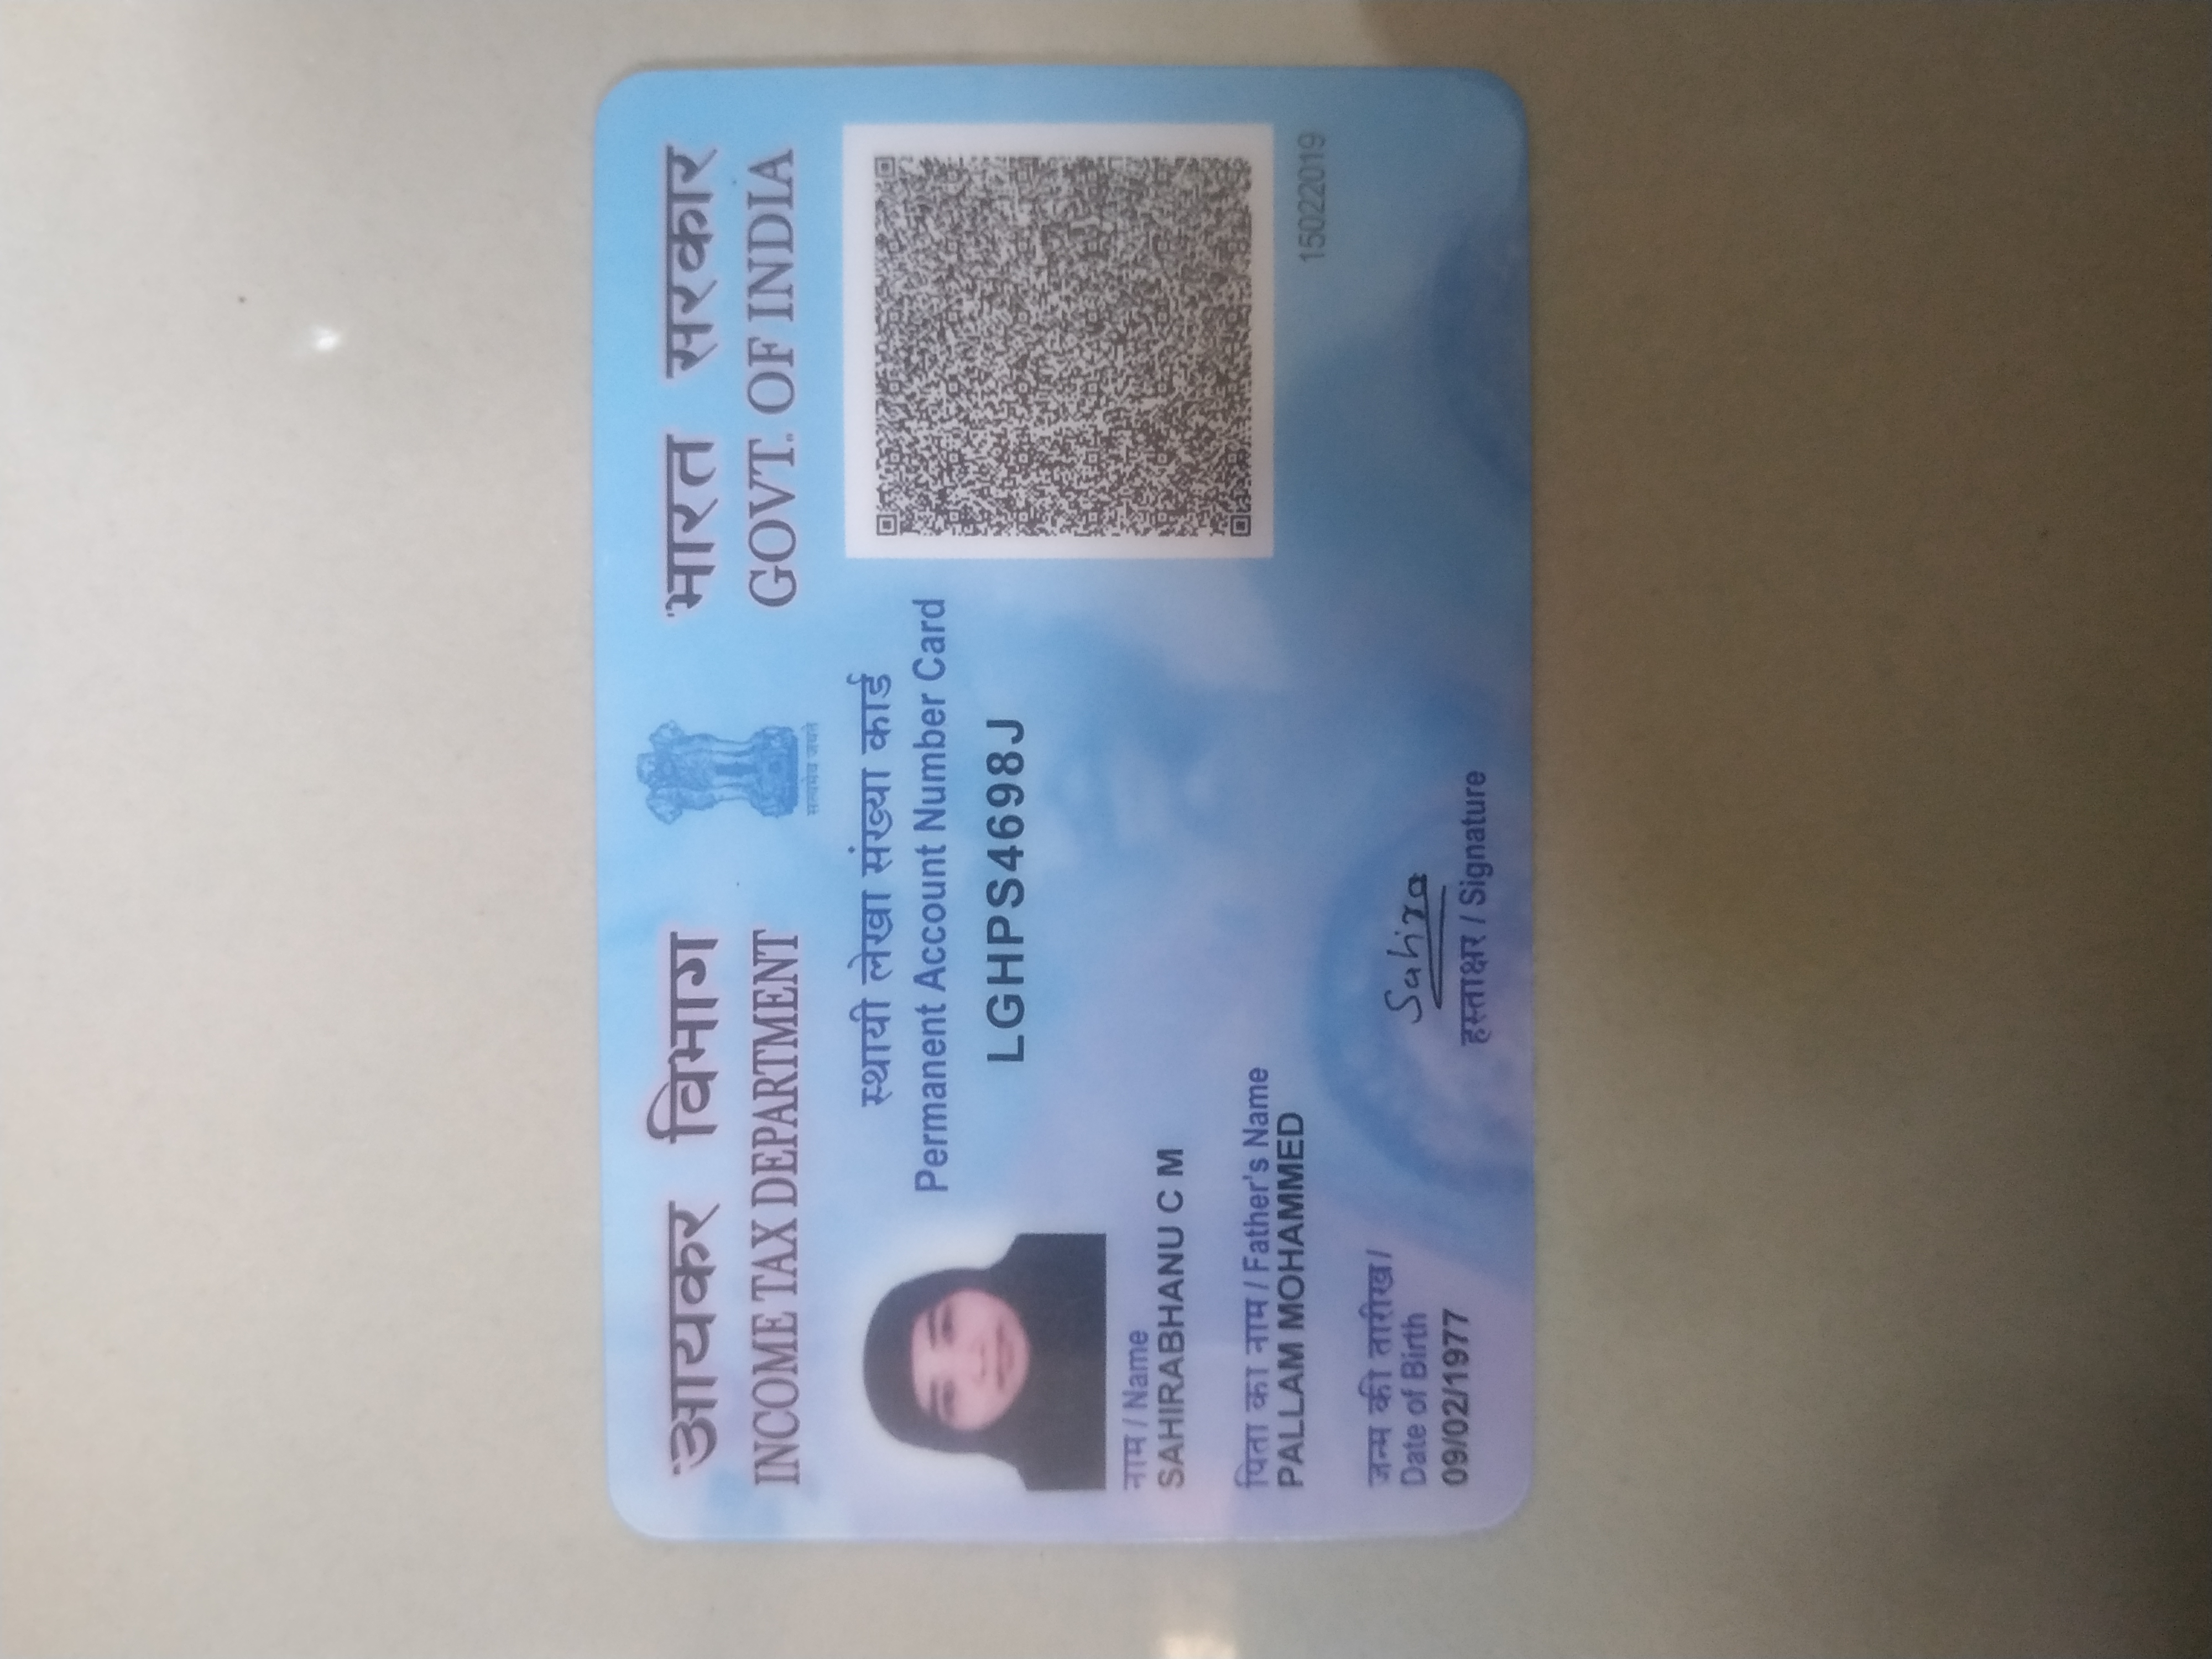 आयकर विभाग
INCOME TAX DEPARTMENT
सत्यमेव जयते
भारत सरकार
GOVT. OF INDIA
स्थायी लेखा संख्या कार्ड
Permanent Account Number Card
LGHPS4698J
नाम / Name
SAHIRABHANU C M
पिता का नाम / Father's Name
PALLAM MOHAMMED
जन्म की तारीख /
Date of Birth
09/02/1977
Sahira
हस्ताक्षर / Signature
15022019